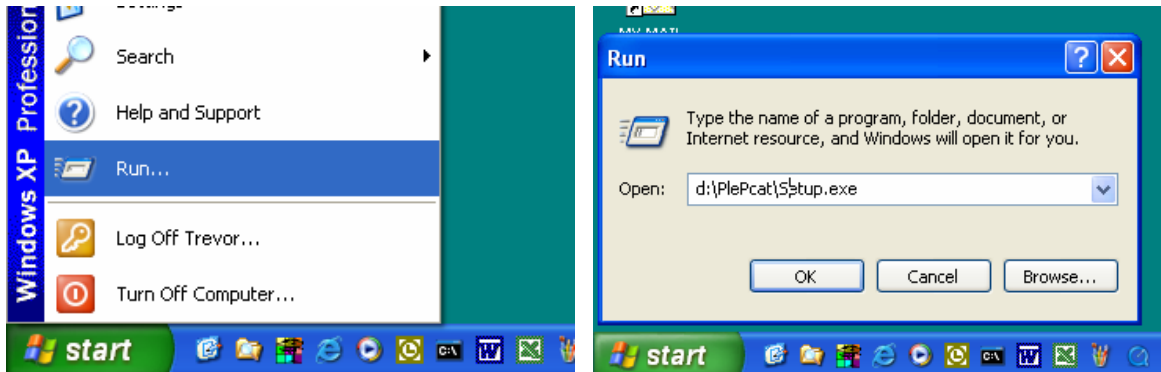 Settings
Search
Help and Support
Run...
Log Off Trevor...
Turn Off Computer...
Windows XP Profession
start
Run
Type the name of a program, folder, document, or
Internet resource, and Windows will open it for you.
Open: d:\PlePcat\Setup.exe
OK Cancel Browse...
start